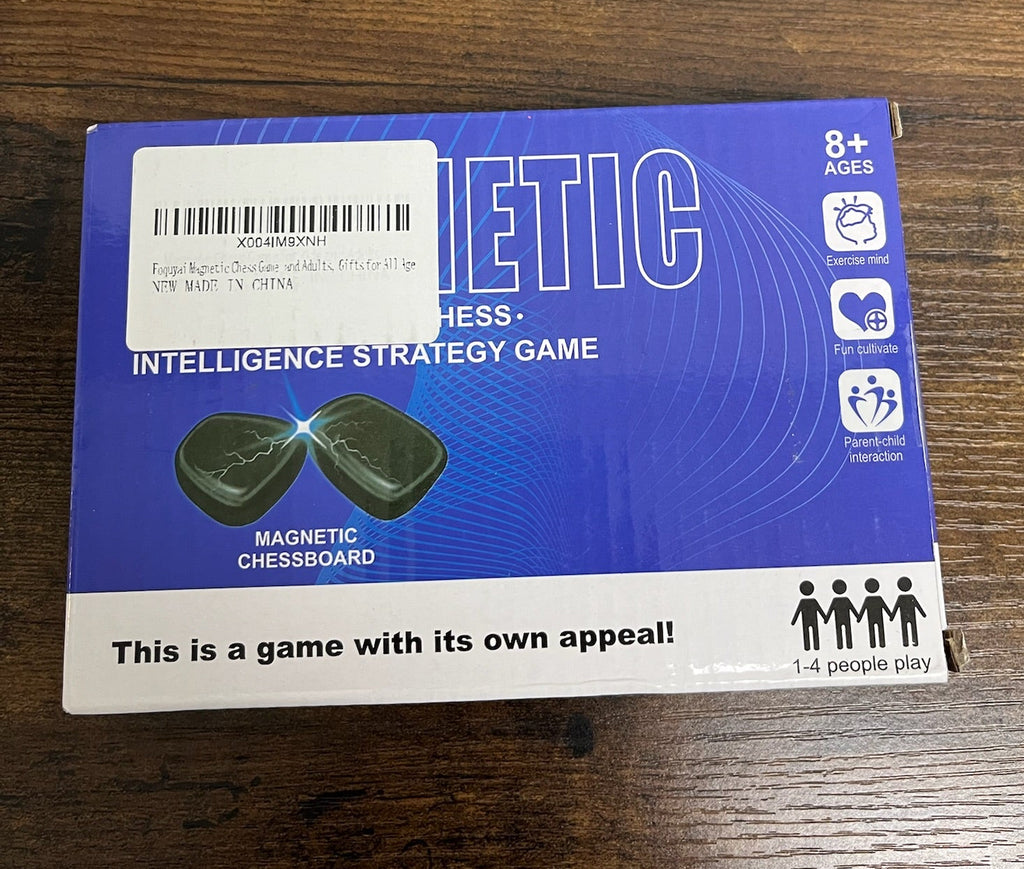 X004IM9XNH
Foquyai Magnetic Chess Game and Adults, Gifts for All Age
NEW MADE IN CHINA
NETIC
HESS·
INTELLIGENCE STRATEGY GAME
MAGNETIC
CHESSBOARD
8+
AGES
Exercise mind
Fun cultivate
Parent-child
interaction
This is a game with its own appeal!
1-4 people play